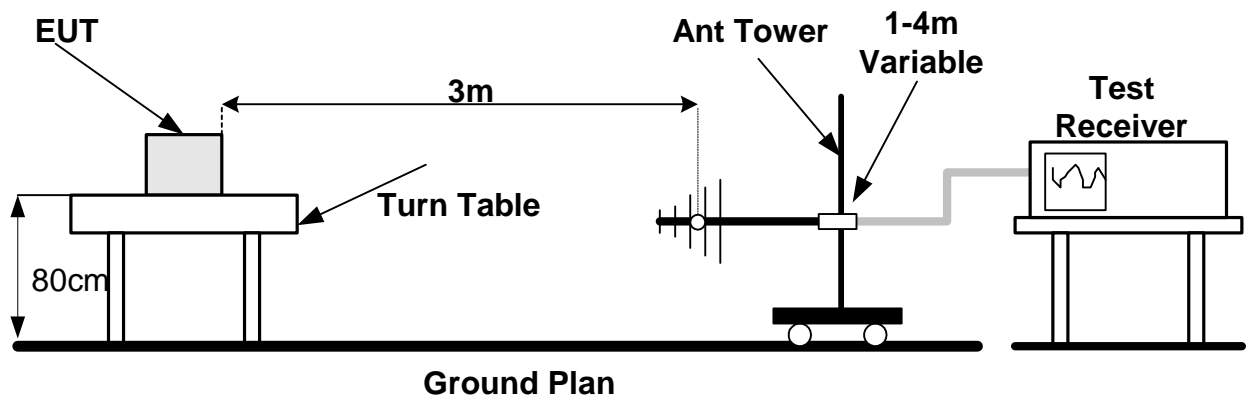 EUT
Ant Tower
1-4m
Variable
3m
Test
Receiver
Turn Table
80cm
Ground Plan